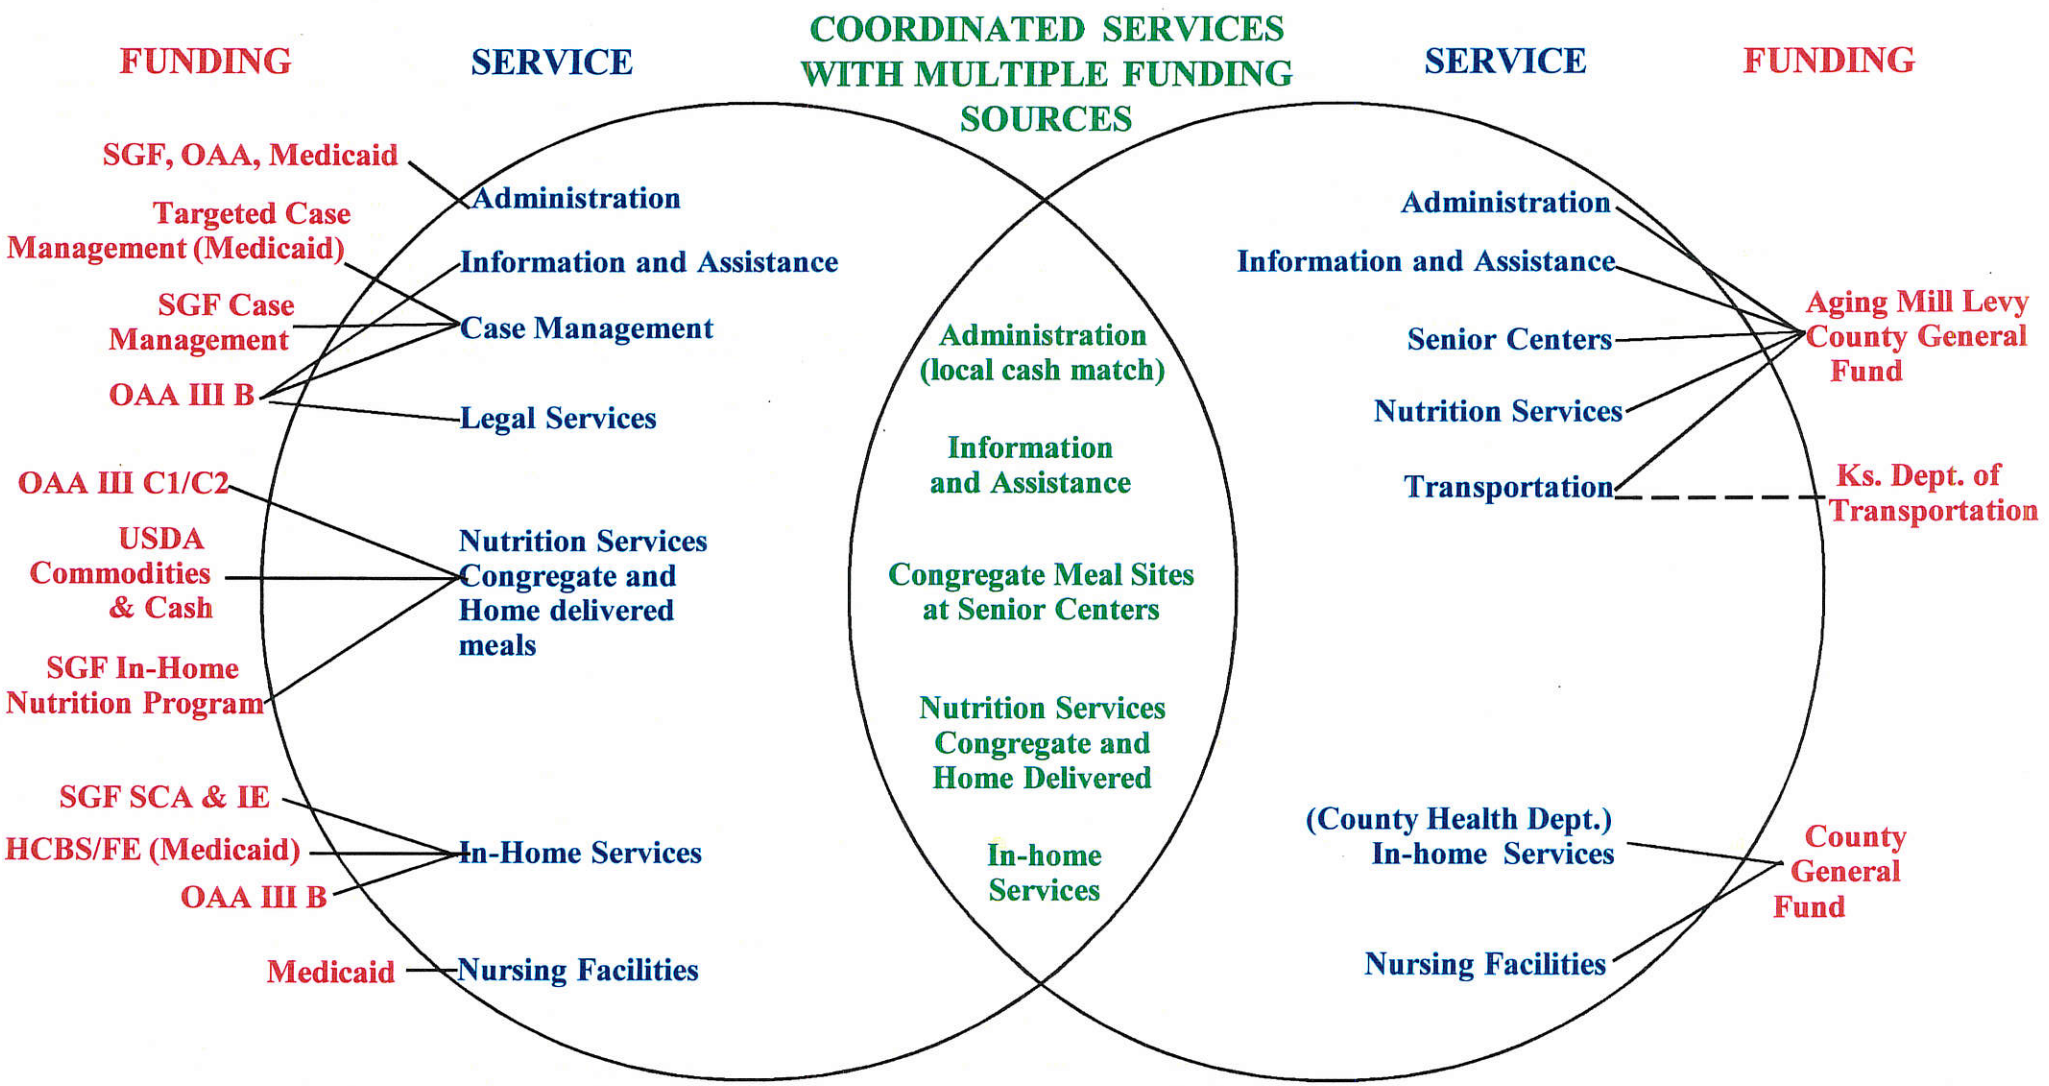 FUNDING
SERVICE
COORDINATED SERVICES
WITH MULTIPLE FUNDING
SOURCES
SERVICE
FUNDING
SGF, OAA, Medicaid
Targeted Case
Management (Medicaid)
SGF Case
Management
OAA III B
OAA III C1/C2
USDA
Commodities
& Cash
SGF In-Home
Nutrition Program
SGF SCA & IE
HCBS/FE (Medicaid)
OAA III B
Medicaid
Administration
Information and Assistance
Case Management
Legal Services
Nutrition Services
Congregate and
Home delivered
meals
In-Home Services
Nursing Facilities
Administration
(local cash match)
Information
and Assistance
Congregate Meal Sites
at Senior Centers
Nutrition Services
Congregate and
Home Delivered
In-home
Services
Administration
Information and Assistance
Senior Centers
Nutrition Services
Transportation
(County Health Dept.)
In-home Services
Nursing Facilities
Aging Mill Levy
County General
Fund
Ks. Dept. of
Transportation
County
General
Fund